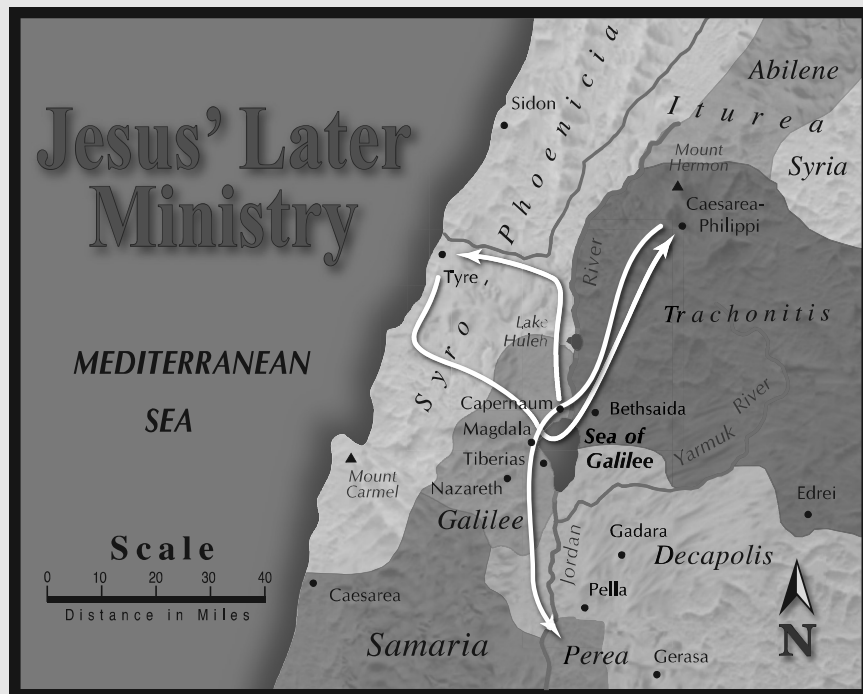 Jesus' Later
Ministry
Sidon
Phoenicia
Abilene
Iturea
Mount
Hermon
Syria
Caesarea-
Philippi
River
Tyre
Trachonitis
Lake
Huleh
Syro
MEDITERRANEAN
SEA
Capernaum
Bethsaida
Magdala
Sea of
Galilee
River
Yarmuk
Tiberias
Mount
Carmel
Nazareth
Galilee
Edrei
Jordan
Gadara
Decapolis
Scale
0 10 20 30 40
Distance in Miles
Caesarea
Pella
Samaria
Perea
Gerasa
N